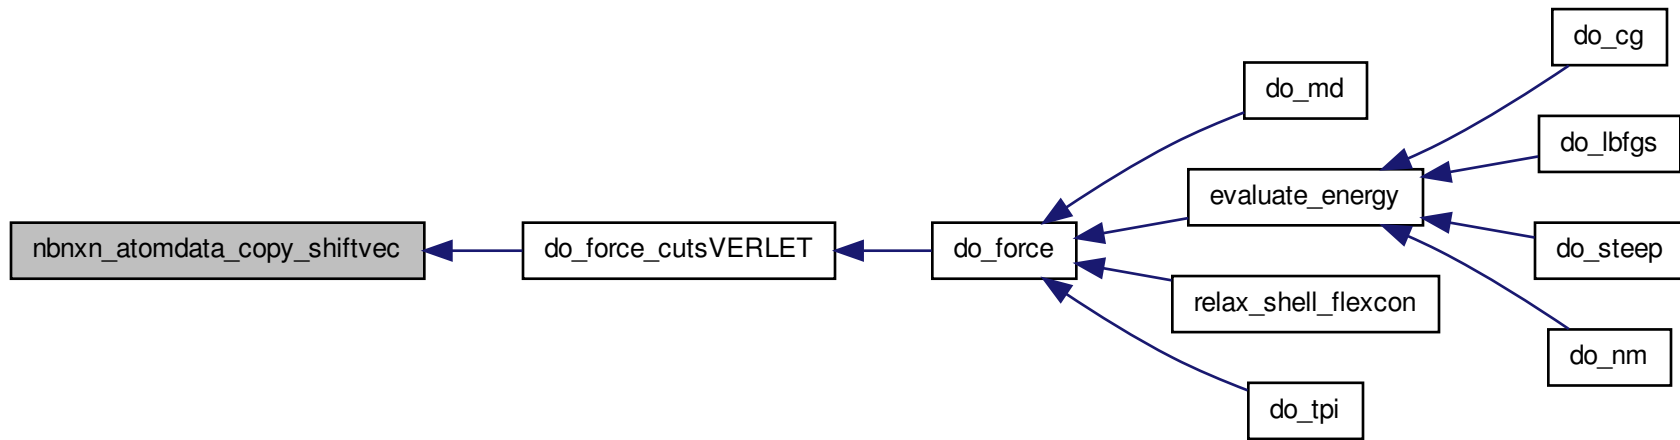 nbnxn_atomdata_copy_shiftvec
do_force_cutsVERLET
do_force
do_md
evaluate_energy
relax_shell_flexcon
do_tpi
do_cg
do_lbfgs
do_steep
do_nm